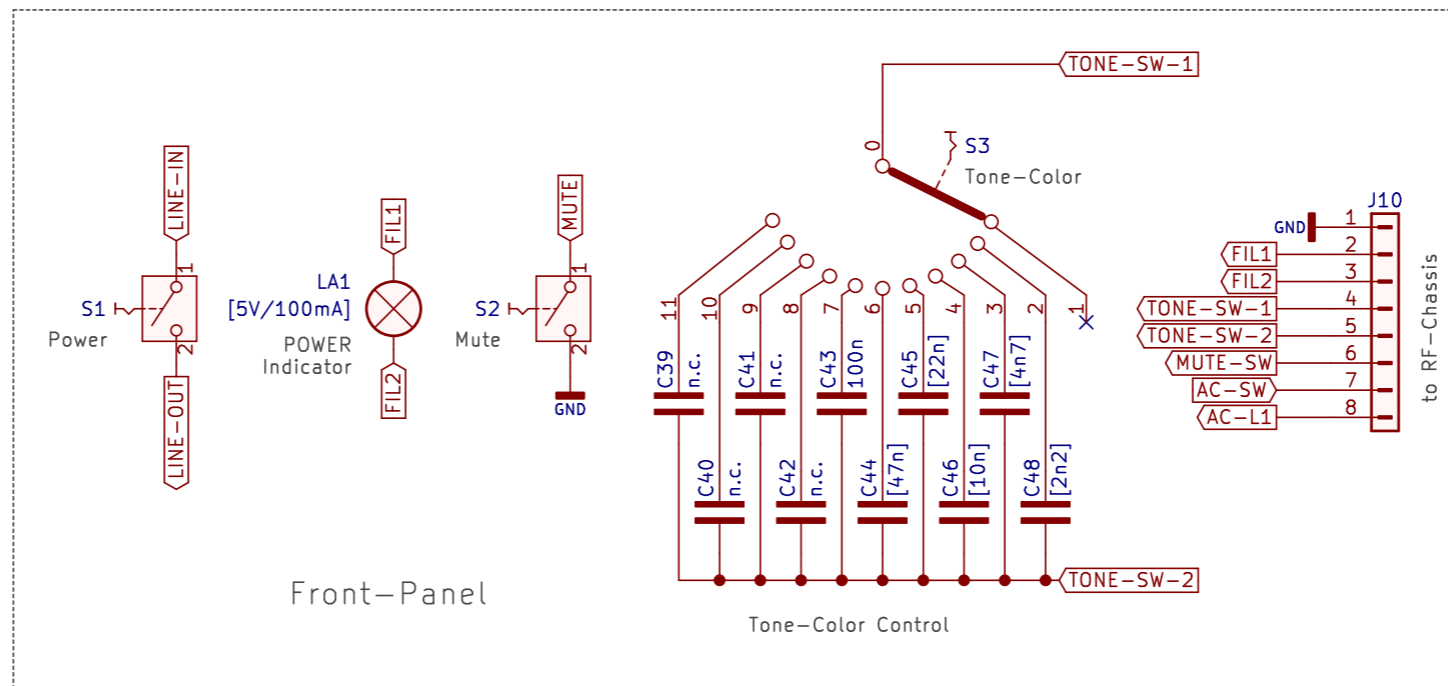 TONE-SW-1
0
S3
Tone-Color
LINE-IN
1
S1
Power
2
LINE-OUT
FIL1
LA1
[5V/100mA]
POWER
Indicator
FIL2
MUTE
1
S2
Mute
2
GND
11
10
9
8
7
6
5
4
3
2
1
C39
n.c.
C41
n.c.
C43
100n
C45
[22n]
C47
[4n7]
C40
n.c.
C42
n.c.
C44
[47n]
C46
[10n]
C48
[2n2]
TONE-SW-2
Tone-Color Control
Front-Panel
J10
GND 1
FIL1 2
FIL2 3
TONE-SW-1 4
TONE-SW-2 5
MUTE-SW 6
AC-SW 7
AC-L1 8
to RF-Chassis